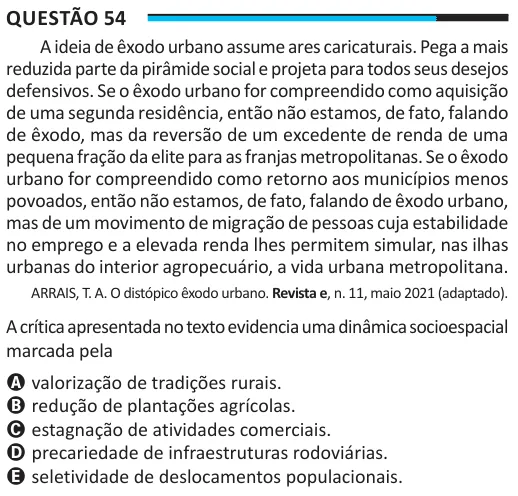 QUESTÃO 54
A ideia de êxodo urbano assume ares caricaturais. Pega a mais
reduzida parte da pirâmide social e projeta para todos seus desejos
defensivos. Se o êxodo urbano for compreendido como aquisição
de uma segunda residência, então não estamos, de fato, falando
de êxodo, mas da reversão de um excedente de renda de uma
pequena fração da elite para as franjas metropolitanas. Se o êxodo
urbano for compreendido como retorno aos municípios menos
povoados, então não estamos, de fato, falando de êxodo urbano,
mas de um movimento de migração de pessoas cuja estabilidade
no emprego e a elevada renda lhes permitem simular, nas ilhas
urbanas do interior agropecuário, a vida urbana metropolitana.
ARRAIS, T. A. O distópico êxodo urbano. Revista e, n. 11, maio 2021 (adaptado).
A crítica apresentada no texto evidencia uma dinâmica socioespacial
marcada pela
A valorização de tradições rurais.
B redução de plantações agrícolas.
C estagnação de atividades comerciais.
D precariedade de infraestruturas rodoviárias.
E seletividade de deslocamentos populacionais.